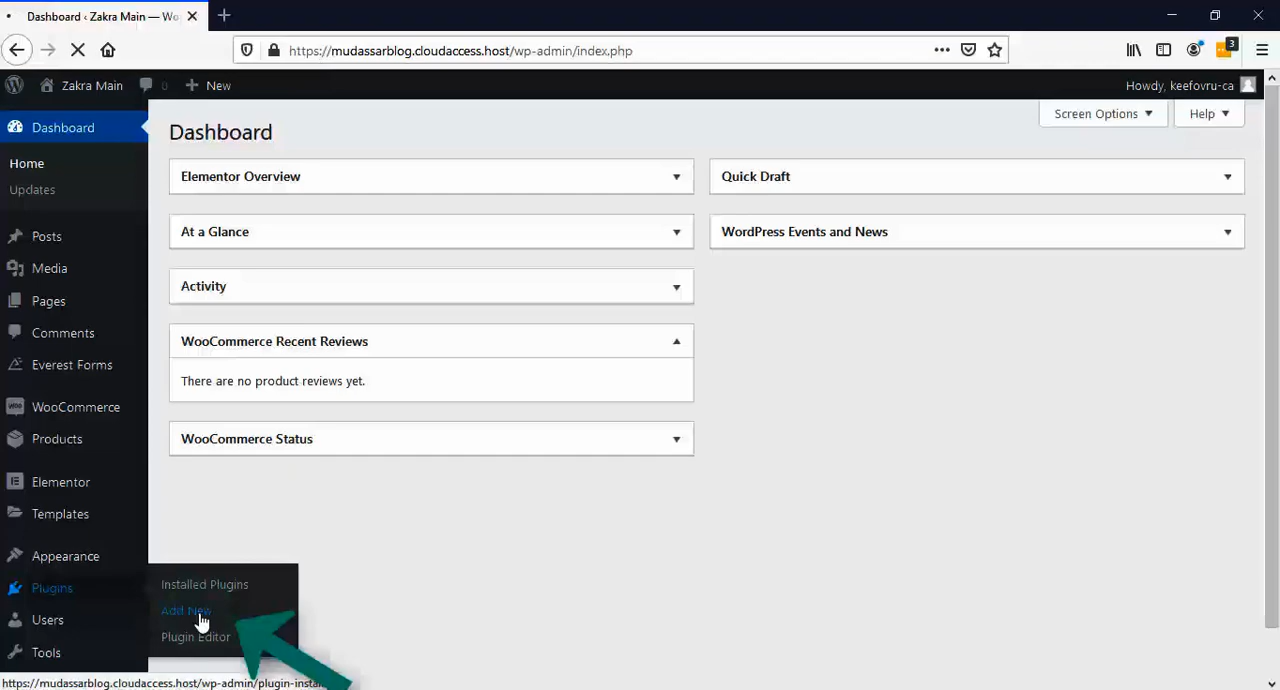 Dashboard ‹ Zakra Main — Wo
https://mudassarblog.cloudaccess.host/wp-admin/index.php
3
Zakra Main
0
New
Howdy, keefovru-ca
Dashboard
Home
Updates
Posts
Media
Pages
Comments
Everest Forms
WooCommerce
Products
Elementor
Templates
Appearance
Plugins
Users
Tools
Installed Plugins
Add New
Plugin Editor
Screen Options
Help
Dashboard
Elementor Overview
Quick Draft
At a Glance
WordPress Events and News
Activity
WooCommerce Recent Reviews
There are no product reviews yet.
WooCommerce Status
https://mudassarblog.cloudaccess.host/wp-admin/plugin-insta